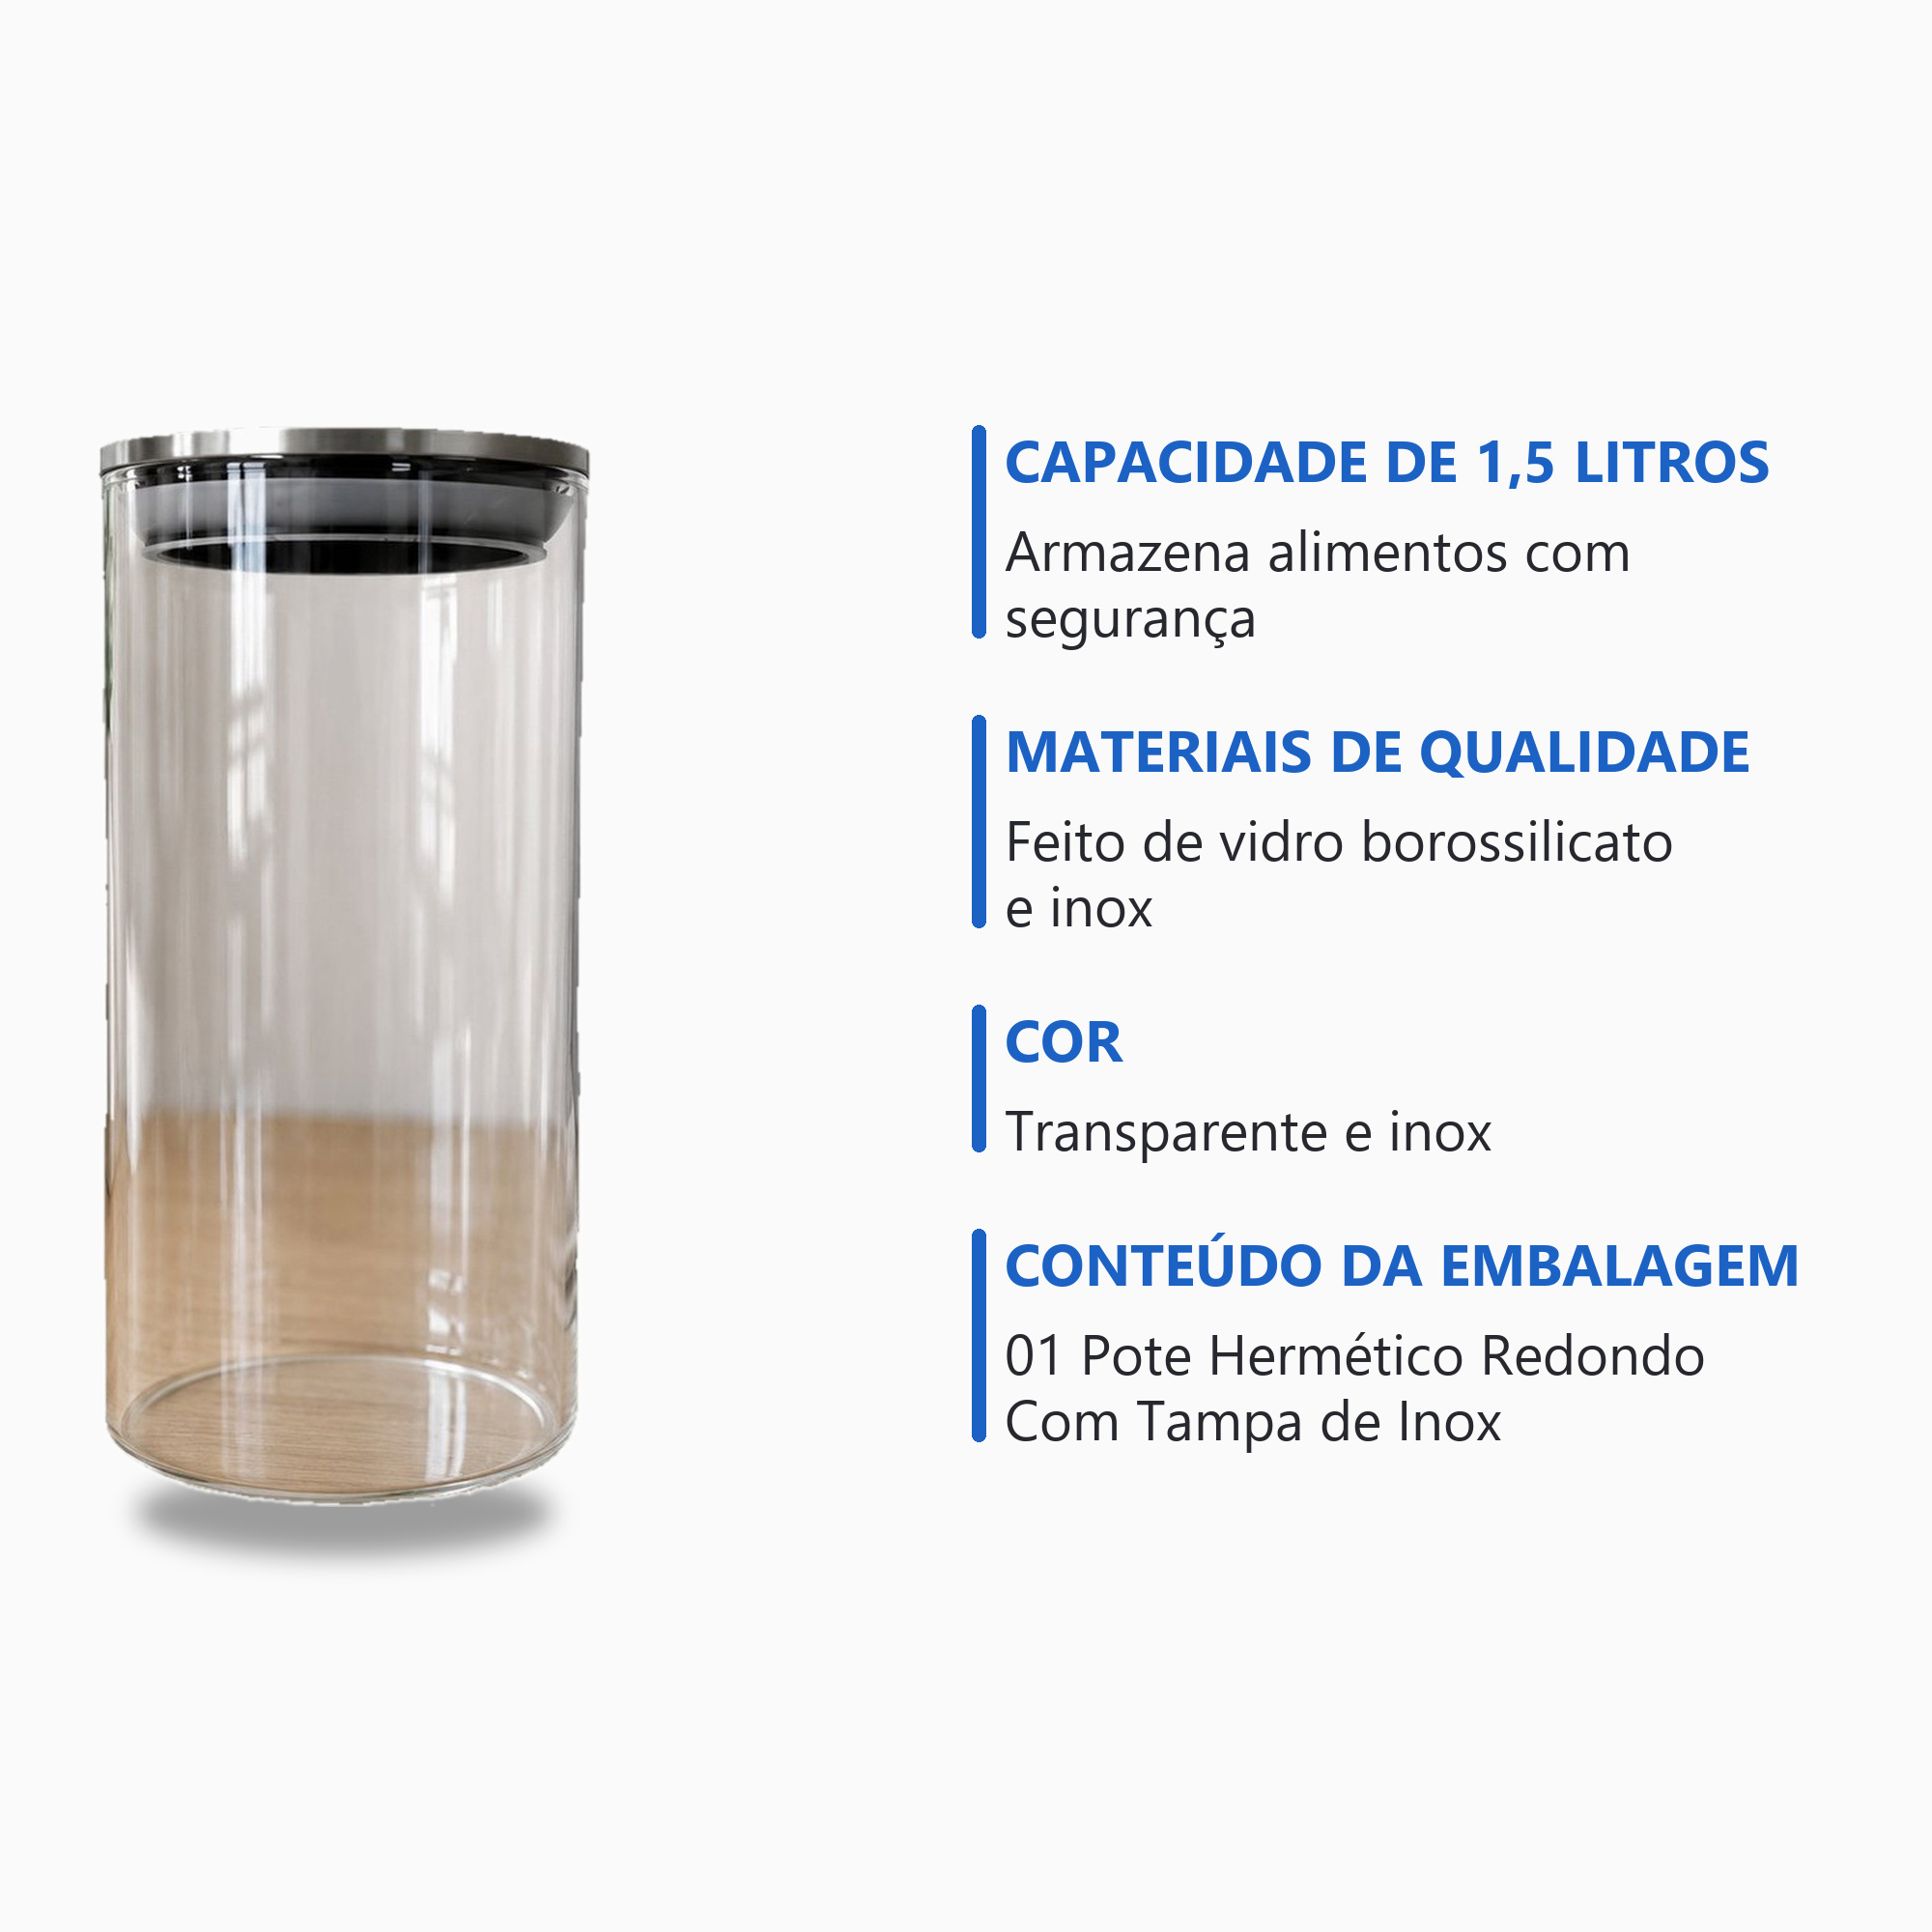 CAPACIDADE DE 1,5 LITROS
Armazena alimentos com
segurança
MATERIAIS DE QUALIDADE
Feito de vidro borossilicato
e inox
COR
Transparente e inox
CONTEÚDO DA EMBALAGEM
01 Pote Hermético Redondo
Com Tampa de Inox